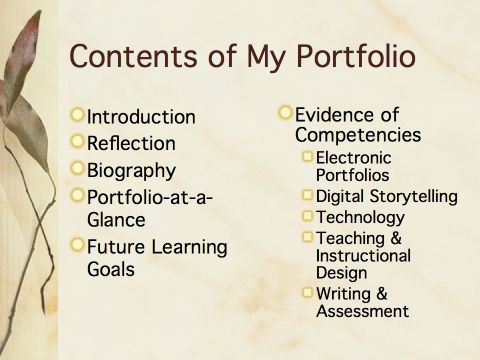 Contents of My Portfolio
Introduction
Reflection
Biography
Portfolio-at-a-
Glance
Future Learning
Goals
Evidence of
Competencies
Electronic
Portfolios
Digital Storytelling
Technology
Teaching &
Instructional
Design
Writing &
Assessment